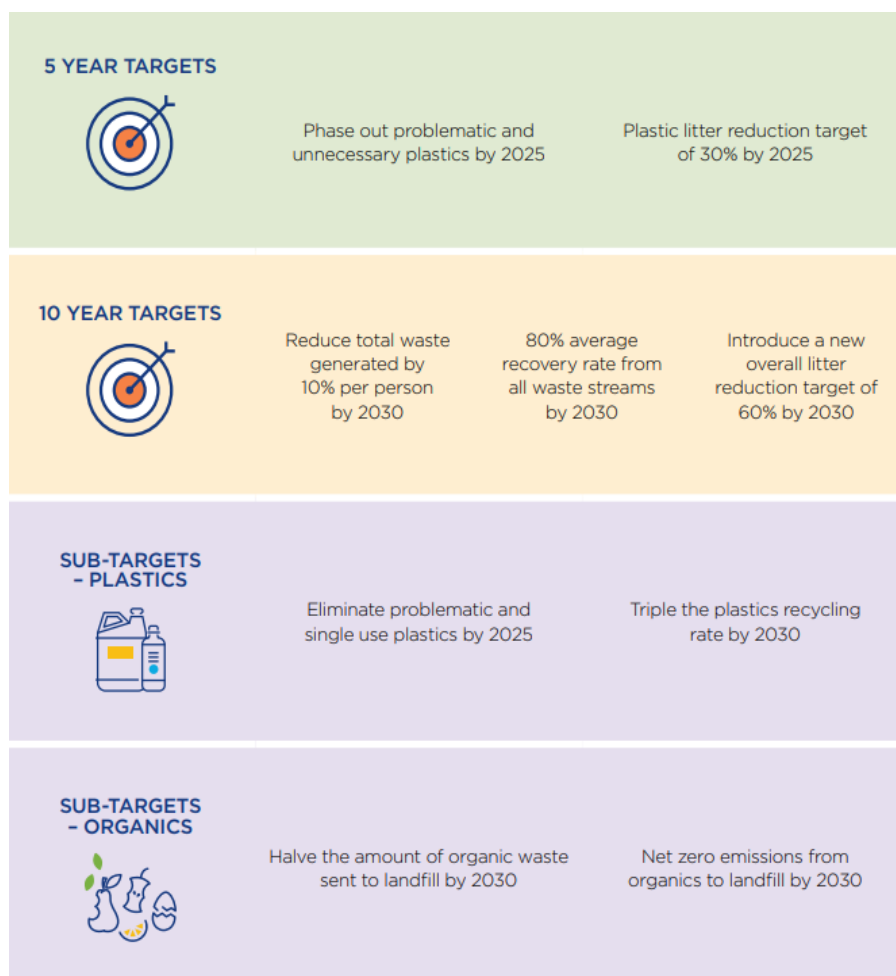 5 YEAR TARGETS
Phase out problematic and
unnecessary plastics by 2025
Plastic litter reduction target
of 30% by 2025
10 YEAR TARGETS
Reduce total waste
generated by
10% per person
by 2030
80% average
recovery rate from
all waste streams
by 2030
Introduce a new
overall litter
reduction target of
60% by 2030
SUB-TARGETS
– PLASTICS
Eliminate problematic and
single use plastics by 2025
Triple the plastics recycling
rate by 2030
SUB-TARGETS
– ORGANICS
Halve the amount of organic waste
sent to landfill by 2030
Net zero emissions from
organics to landfill by 2030